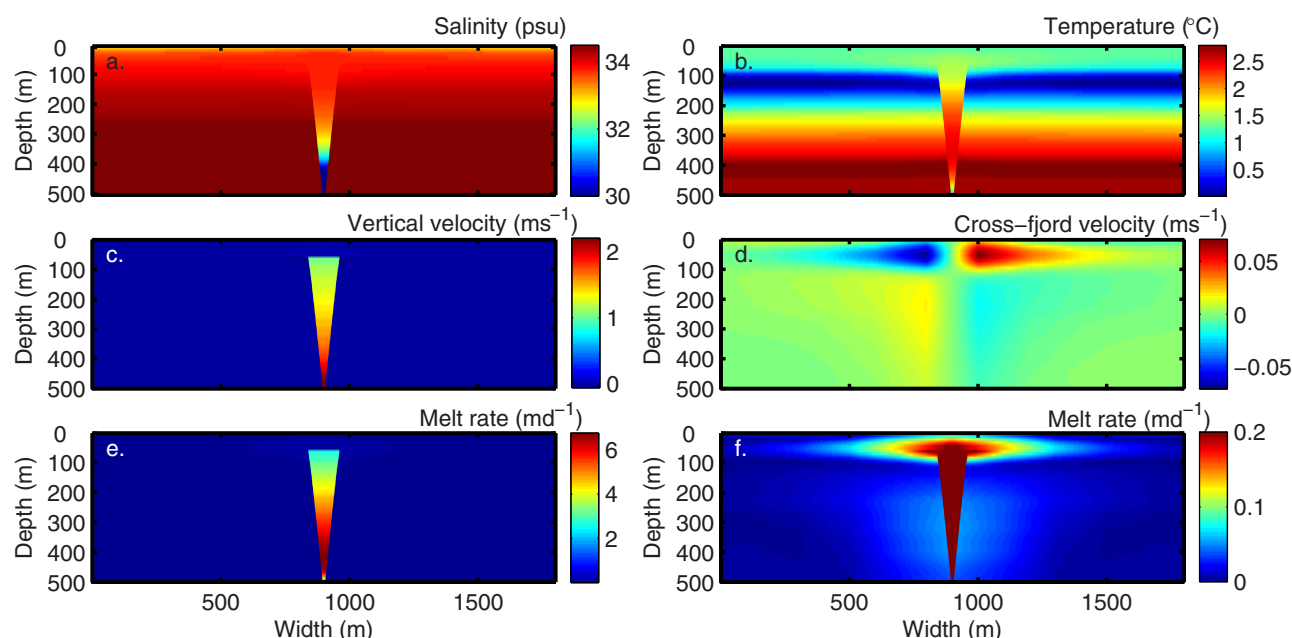 Salinity (psu)
a.
Depth (m)
0
100
200
300
400
500
34
32
30
Temperature (°C)
b.
Depth (m)
0
100
200
300
400
500
2.5
2
1.5
1
0.5
Vertical velocity (ms⁻¹)
c.
Depth (m)
0
100
200
300
400
500
2
1
0
Cross−fjord velocity (ms⁻¹)
d.
Depth (m)
0
100
200
300
400
500
0.05
0
−0.05
Melt rate (md⁻¹)
e.
Depth (m)
0
100
200
300
400
500
6
4
2
500 1000 1500
Width (m)
Melt rate (md⁻¹)
f.
Depth (m)
0
100
200
300
400
500
0.2
0.1
0
500 1000 1500
Width (m)